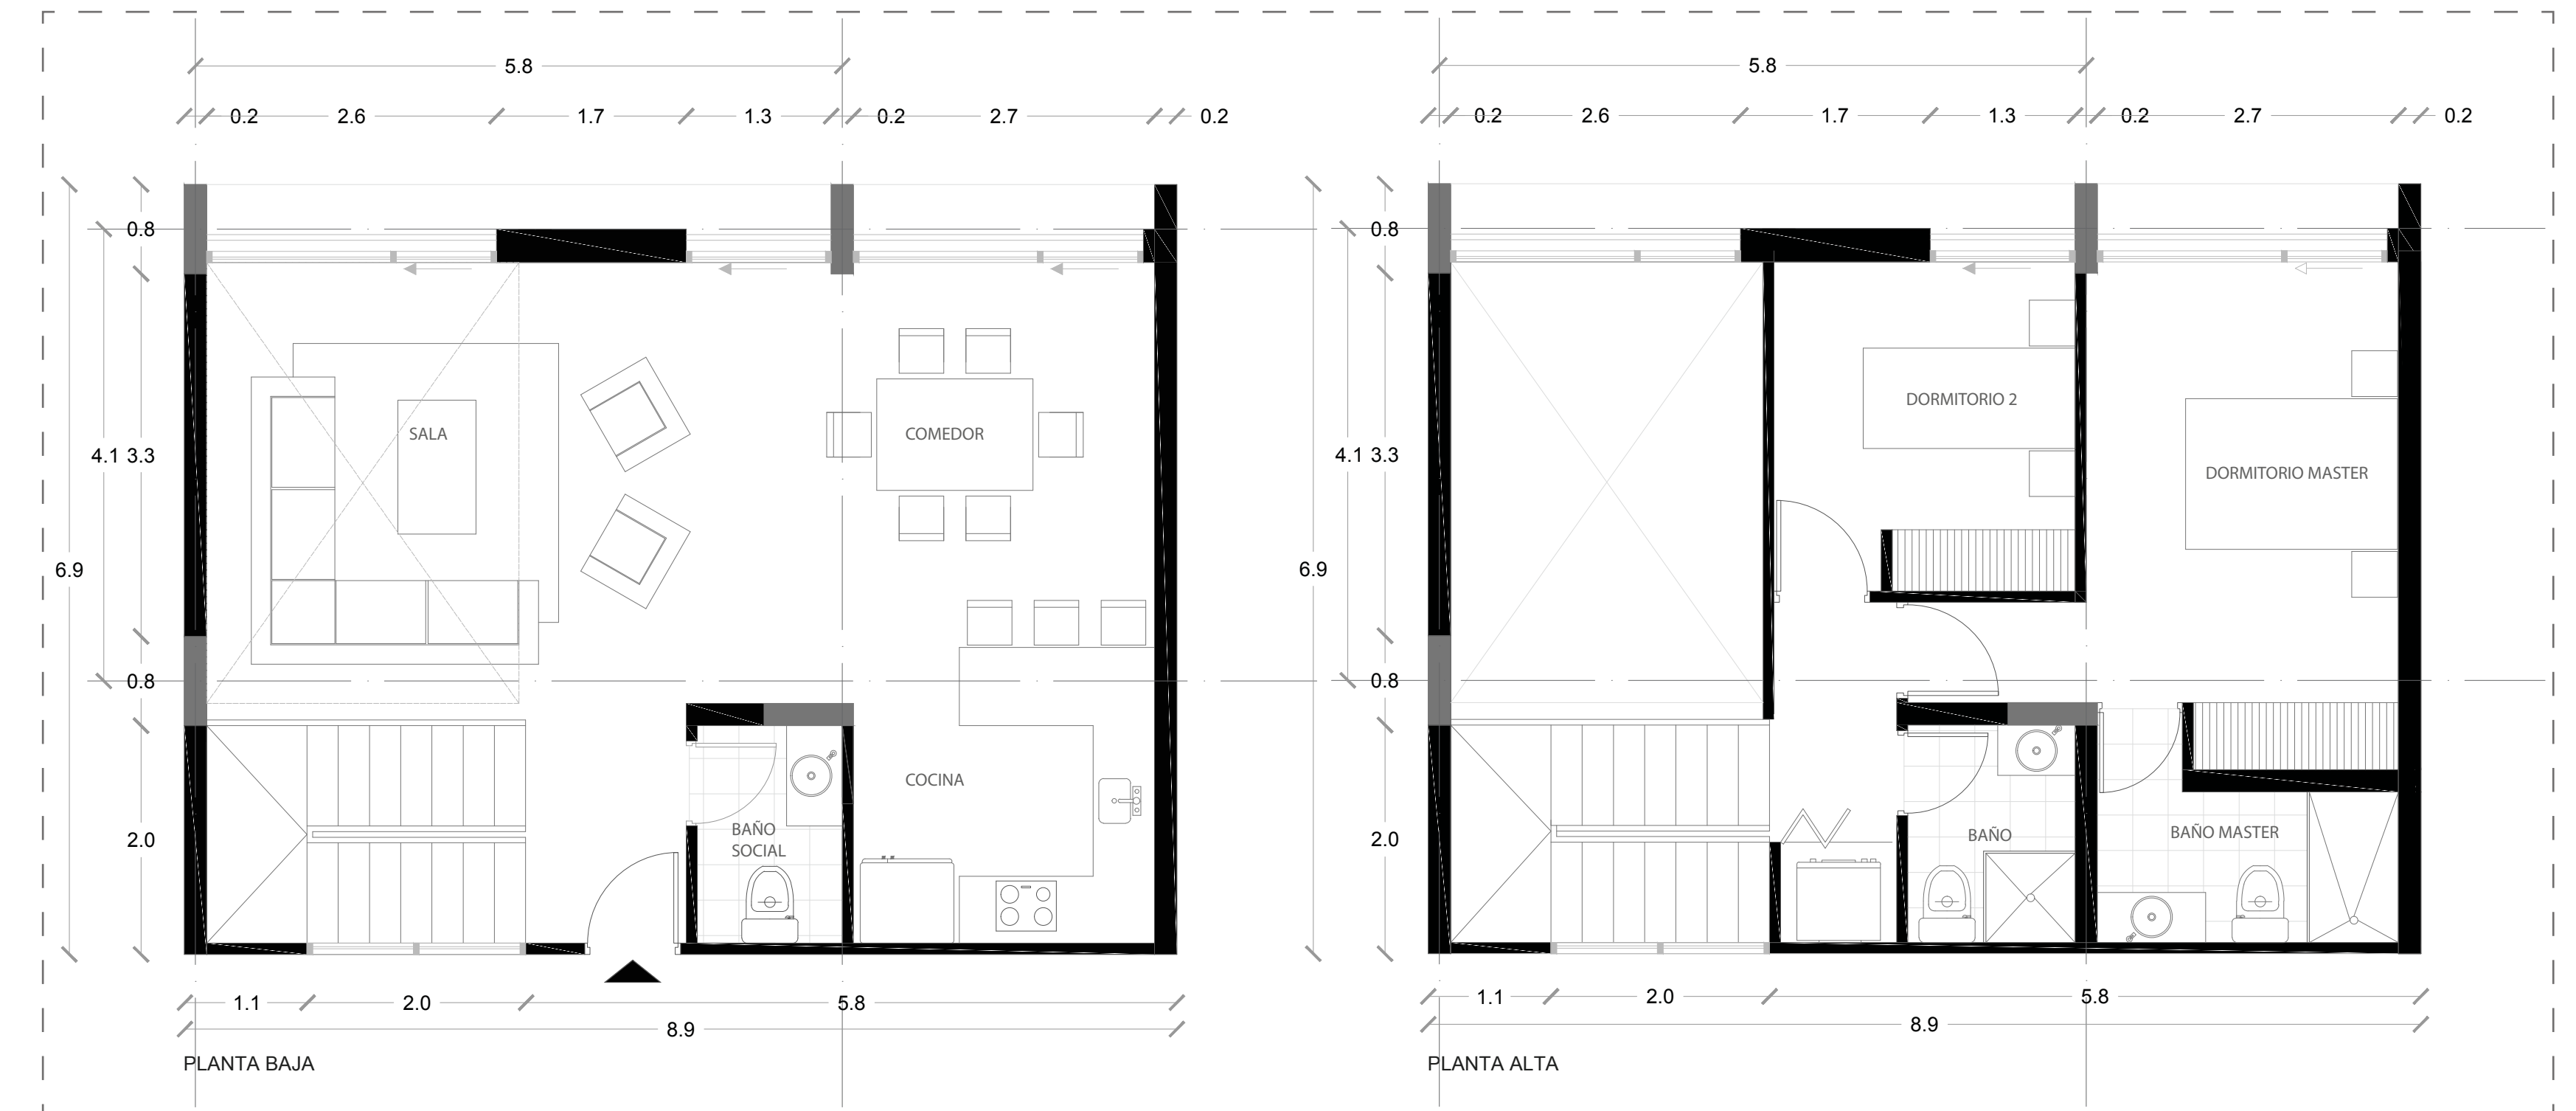 5.8
0.2 2.6 1.7 1.3 0.2 2.7 0.2
0.8
4.1 3.3
6.9
0.8
2.0
SALA
COMEDOR
COCINA
BAÑO
SOCIAL
1.1 2.0 5.8
8.9
PLANTA BAJA
5.8
0.2 2.6 1.7 1.3 0.2 2.7 0.2
0.8
4.1 3.3
6.9
0.8
2.0
DORMITORIO 2
DORMITORIO MASTER
BAÑO
BAÑO MASTER
1.1 2.0 5.8
8.9
PLANTA ALTA